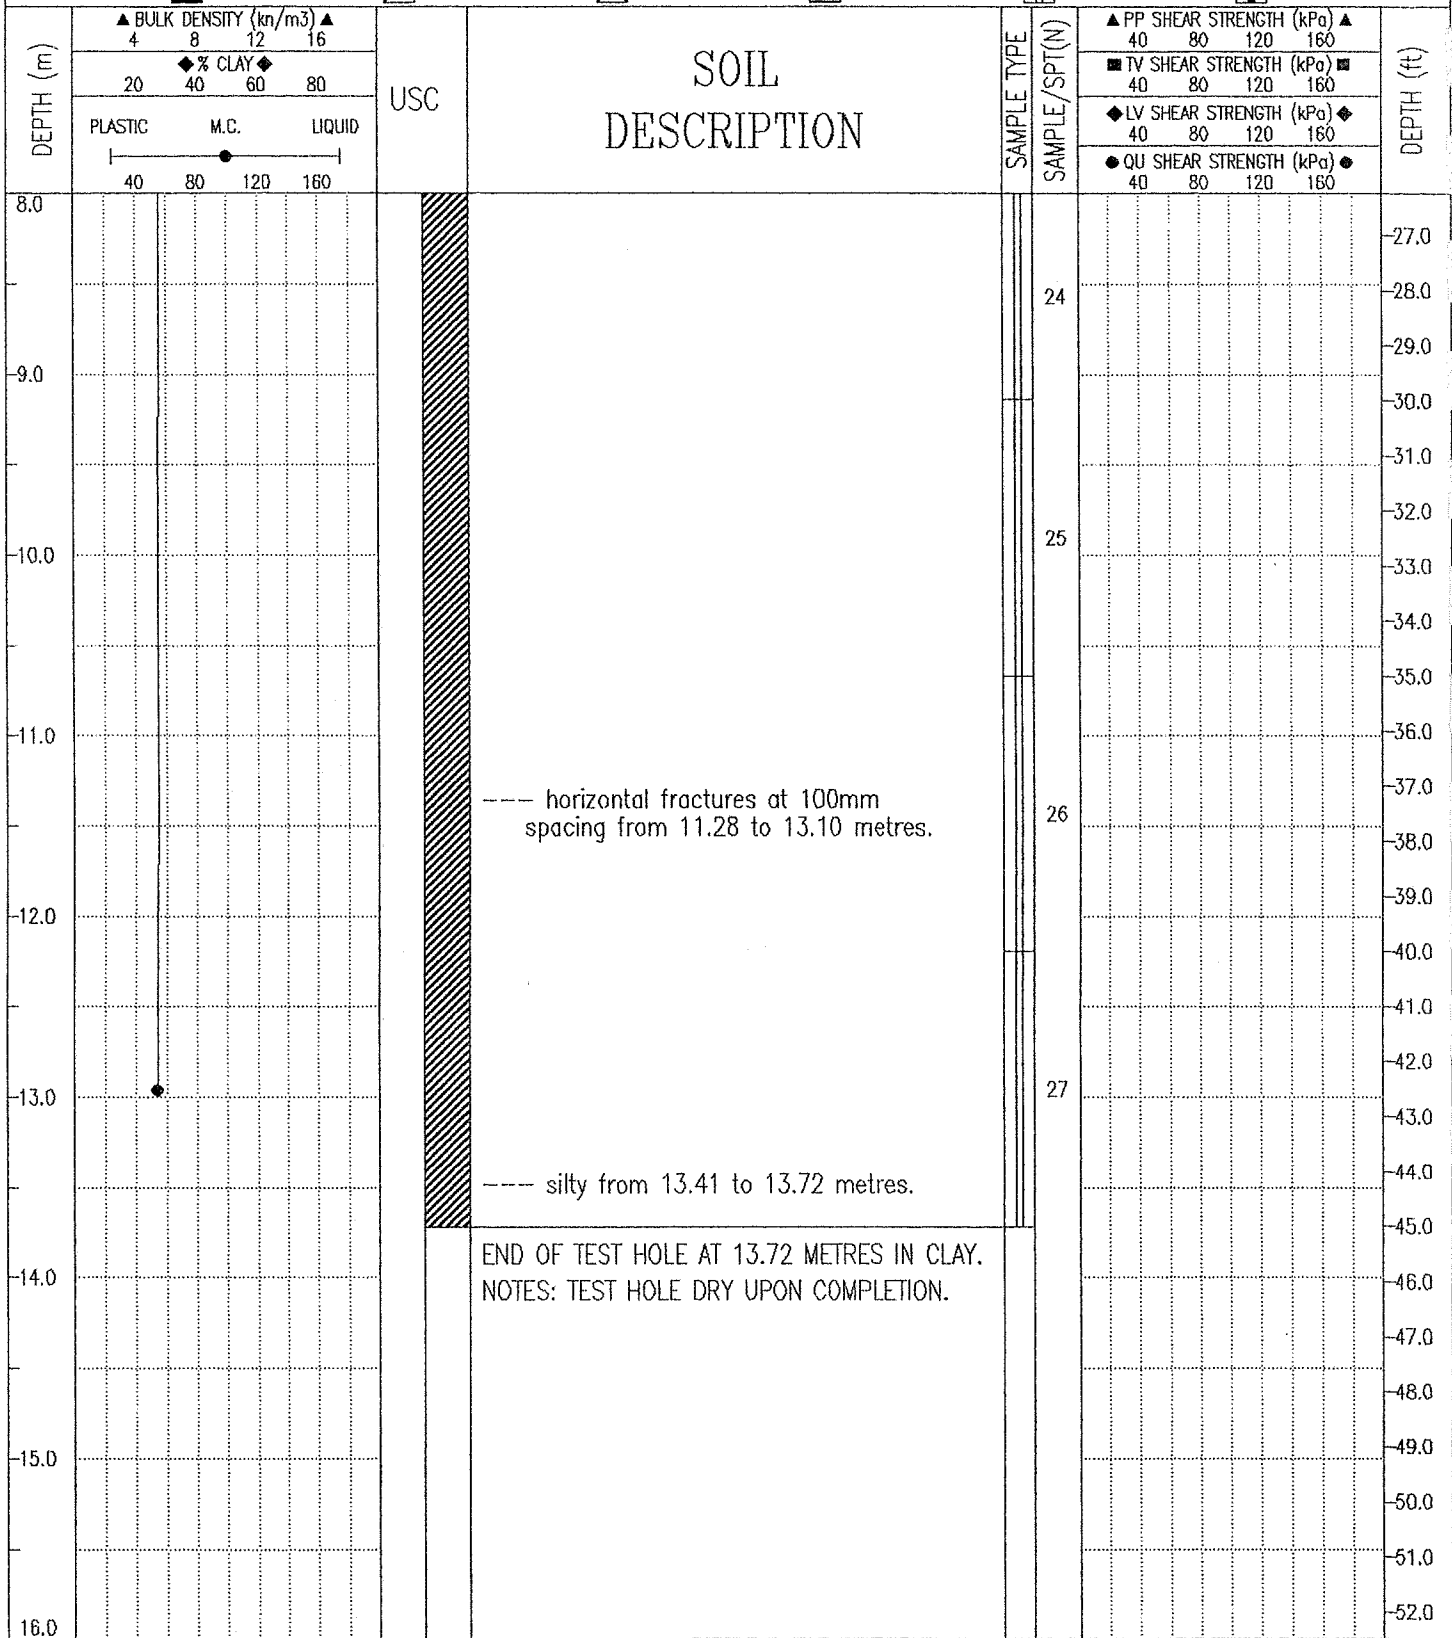 DEPTH (m)
▲ BULK DENSITY (kn/m3) ▲
4 8 12 16
◆ % CLAY ◆
20 40 60 80
PLASTIC M.C. LIQUID
40 80 120 160
USC
SOIL
DESCRIPTION
SAMPLE TYPE
SAMPLE/SPT(N)
▲ PP SHEAR STRENGTH (kPa) ▲
40 80 120 160
■ TV SHEAR STRENGTH (kPa) ■
40 80 120 160
◆ LV SHEAR STRENGTH (kPa) ◆
40 80 120 160
● QU SHEAR STRENGTH (kPa) ●
40 80 120 160
DEPTH (ft)
8.0
27.0
24
28.0
29.0
9.0
30.0
31.0
32.0
25
10.0
33.0
34.0
35.0
11.0
36.0
37.0
--- horizontal fractures at 100mm
spacing from 11.28 to 13.10 metres.
26
38.0
39.0
12.0
40.0
41.0
42.0
27
13.0
43.0
44.0
--- silty from 13.41 to 13.72 metres.
45.0
END OF TEST HOLE AT 13.72 METRES IN CLAY.
14.0
46.0
NOTES: TEST HOLE DRY UPON COMPLETION.
47.0
48.0
49.0
15.0
50.0
51.0
52.0
16.0